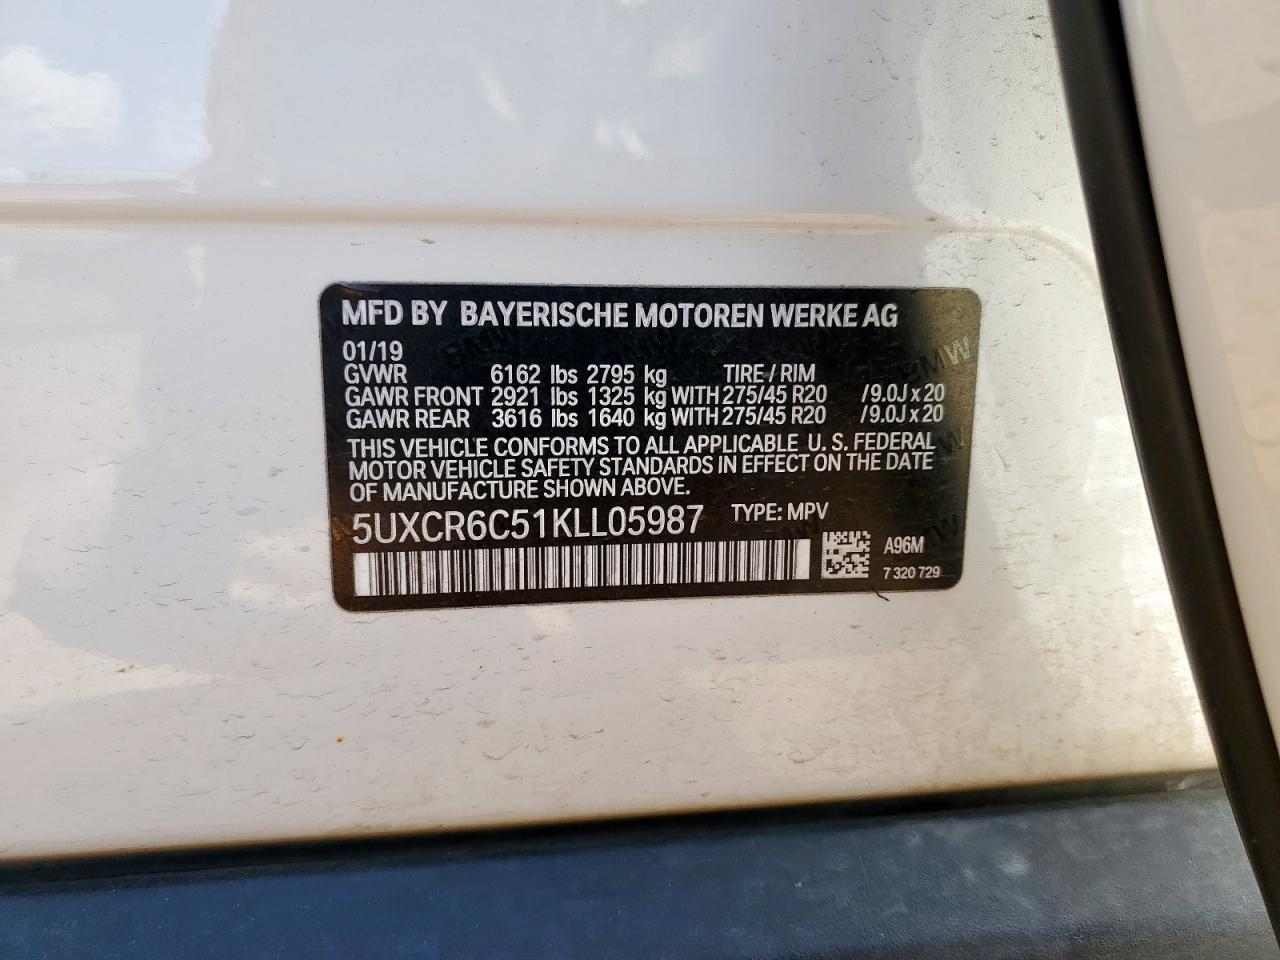 MFD BY BAYERISCHE MOTOREN WERKE AG
01/19
GVWR 6162 lbs 2795 kg TIRE / RIM
GAWR FRONT 2921 lbs 1325 kg WITH 275/45 R20 /9.0J x 20
GAWR REAR 3616 lbs 1640 kg WITH 275/45 R20 /9.0J x 20
THIS VEHICLE CONFORMS TO ALL APPLICABLE U. S. FEDERAL
MOTOR VEHICLE SAFETY STANDARDS IN EFFECT ON THE DATE
OF MANUFACTURE SHOWN ABOVE.
5UXCR6C51KLL05987 TYPE: MPV
A96M
7 320 729